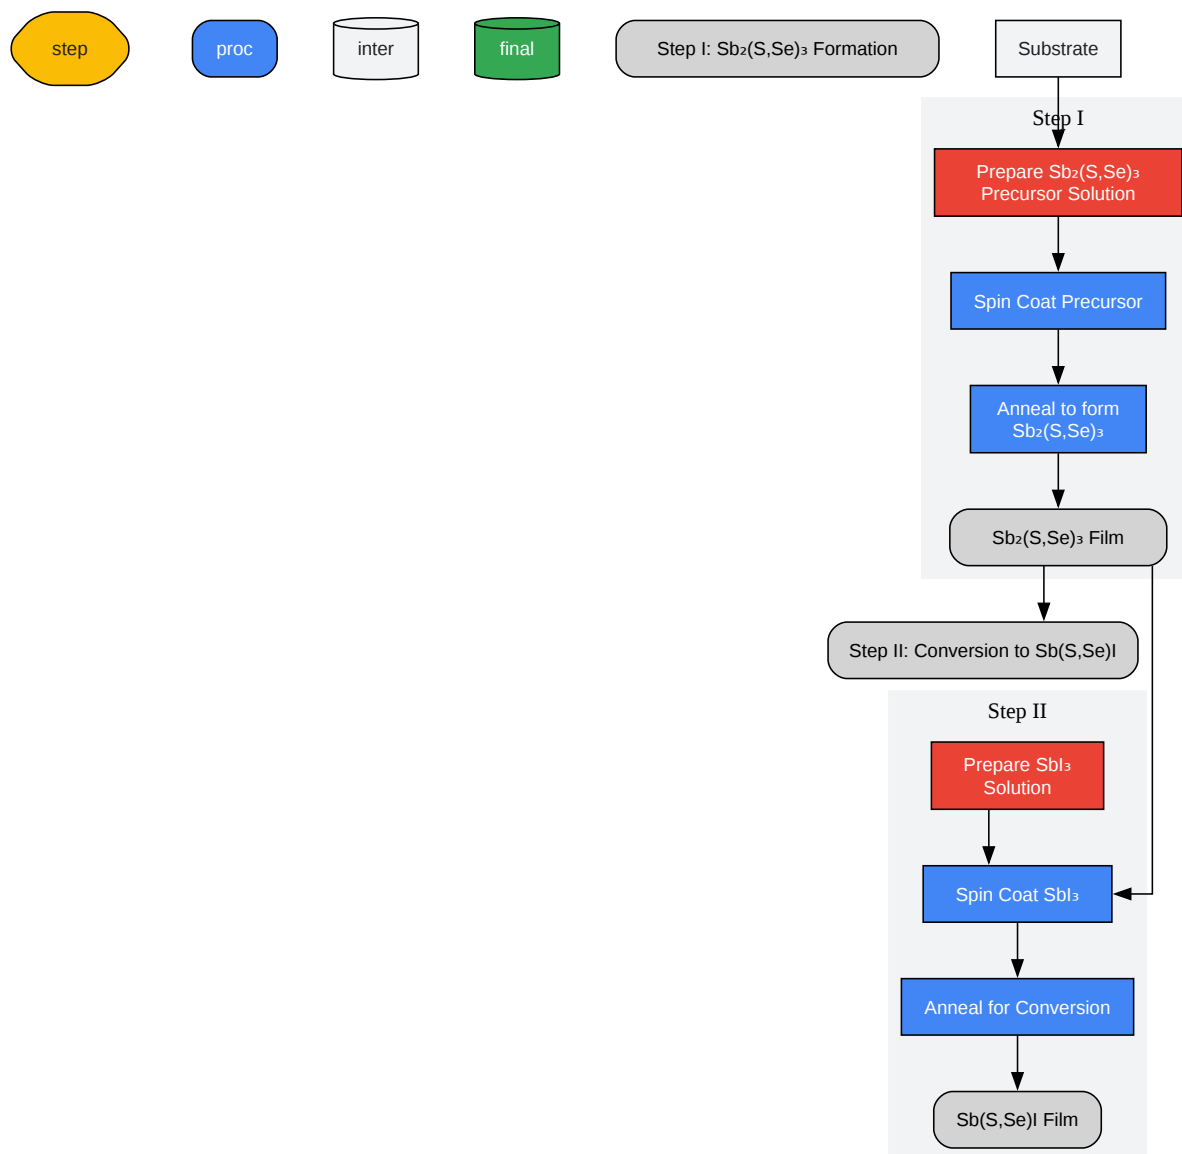 step
proc
inter
final
Step I: Sb₂(S,Se)₃ Formation
Substrate
Step I
Prepare Sb₂(S,Se)₃
Precursor Solution
Spin Coat Precursor
Anneal to form
Sb₂(S,Se)₃
Sb₂(S,Se)₃ Film
Step II: Conversion to Sb(S,Se)I
Step II
Prepare SbI₃
Solution
Spin Coat SbI₃
Anneal for Conversion
Sb(S,Se)I Film